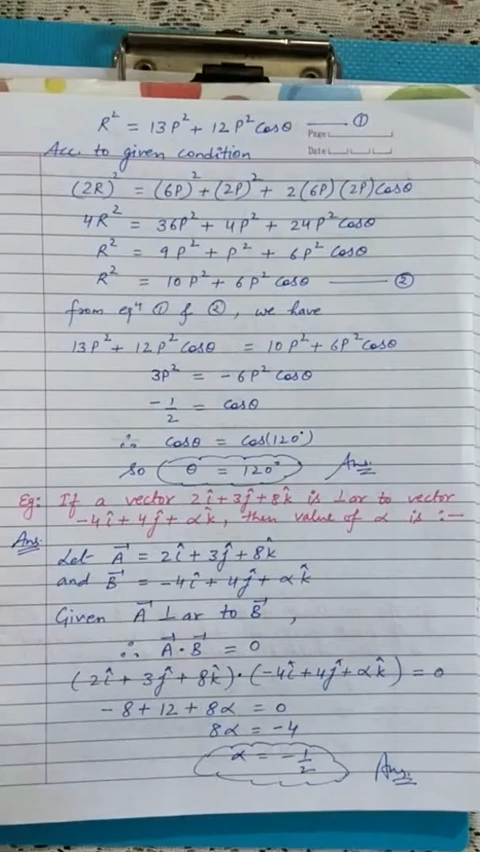 R² = 13P² + 12P² cosθ —— ①
Page:
Date:
Acc. to given condition
(2R)² = (6P)² + (2P)² + 2(6P)(2P)cosθ
4R² = 36P² + 4P² + 24P² cosθ
R² = 9P² + P² + 6P² cosθ
R² = 10P² + 6P² cosθ —— ②
from eqⁿ ① & ②, we have
13P² + 12P² cosθ = 10P² + 6P² cosθ
3P² = -6P² cosθ
-1/2 = cosθ
∴ cosθ = cos(120°)
so θ = 120° Ans.
Eg: If a vector 2î + 3ĵ + 8k̂ is ⊥ar to vector
-4î + 4ĵ + αk̂, then value of α is :—
Ans:
Let A⃗ = 2î + 3ĵ + 8k̂
and B⃗ = -4î + 4ĵ + αk̂
Given A⃗ ⊥ar to B⃗,
∴ A⃗·B⃗ = 0
(2î + 3ĵ + 8k̂)·(-4î + 4ĵ + αk̂) = 0
-8 + 12 + 8α = 0
8α = -4
α = -1/2 Ans.